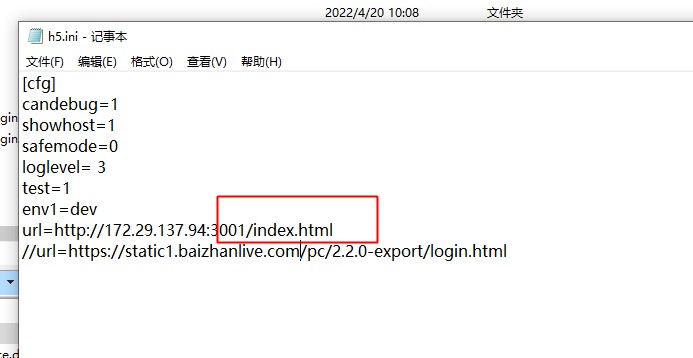 2022/4/20 10:08 文件夹
h5.ini - 记事本
文件(F) 编辑(E) 格式(O) 查看(V) 帮助(H)
[cfg]
candebug=1
showhost=1
gin
safemode=0
gin
loglevel= 3
test=1
env1=dev
url=http://172.29.137.94:3001/index.html
//url=https://static1.baizhanlive.com/pc/2.2.0-export/login.html